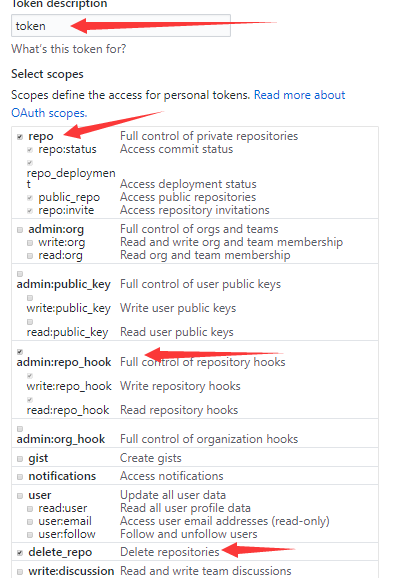 Token description
token
What's this token for?
Select scopes
Scopes define the access for personal tokens. Read more about
OAuth scopes.
repo Full control of private repositories
repo:status Access commit status
repo_deploymen
t Access deployment status
public_repo Access public repositories
repo:invite Access repository invitations
admin:org Full control of orgs and teams
write:org Read and write org and team membership
read:org Read org and team membership
admin:public_key Full control of user public keys
write:public_key Write user public keys
read:public_key Read user public keys
admin:repo_hook Full control of repository hooks
write:repo_hook Write repository hooks
read:repo_hook Read repository hooks
admin:org_hook Full control of organization hooks
gist Create gists
notifications Access notifications
user Update all user data
read:user Read all user profile data
user:email Access user email addresses (read-only)
user:follow Follow and unfollow users
delete_repo Delete repositories
write:discussion Read and write team discussions